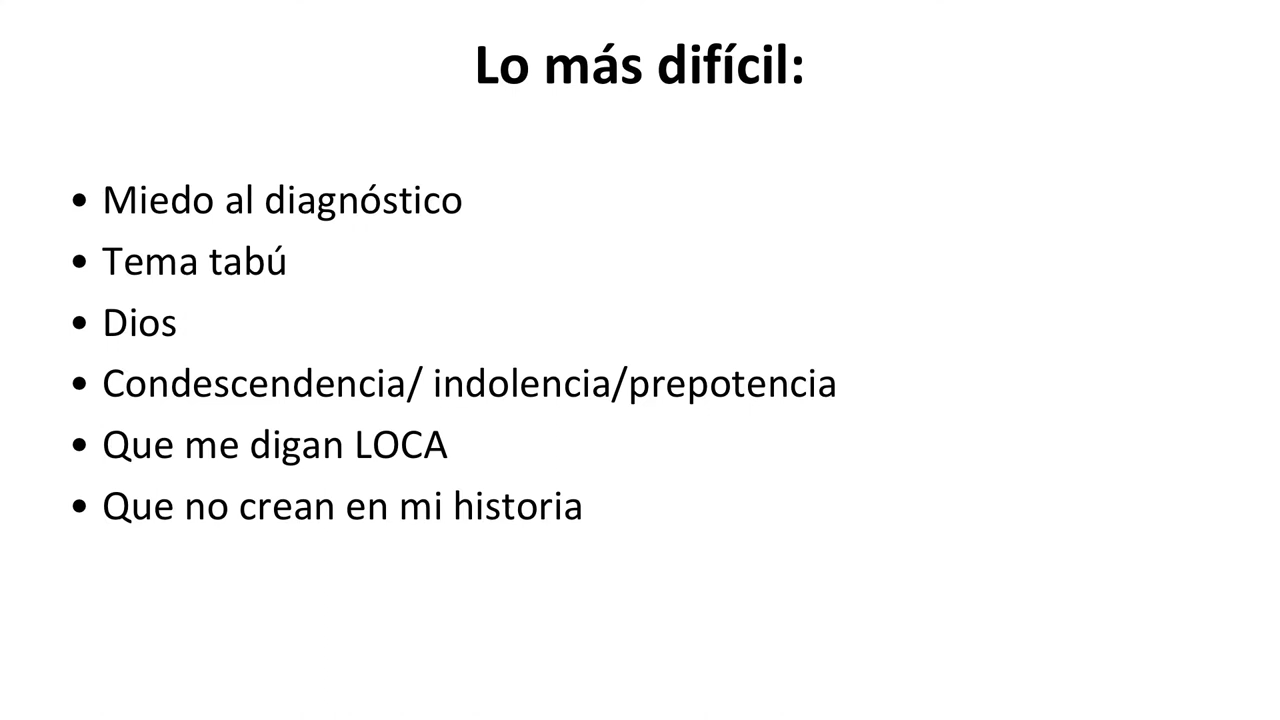 Lo más difícil:
• Miedo al diagnóstico
• Tema tabú
• Dios
• Condescendencia/ indolencia/prepotencia
• Que me digan LOCA
• Que no crean en mi historia